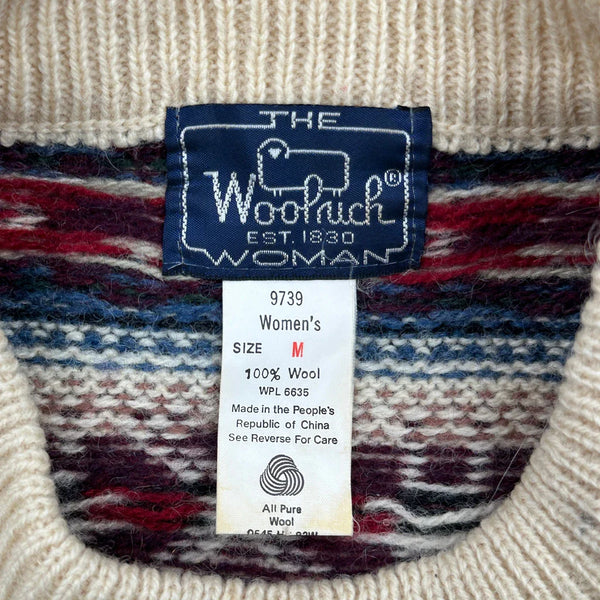 THE
Woolrich®
EST. 1830
WOMAN
9739
Women's
SIZE M
100% Wool
WPL 6635
Made in the People's
Republic of China
See Reverse For Care
All Pure
Wool